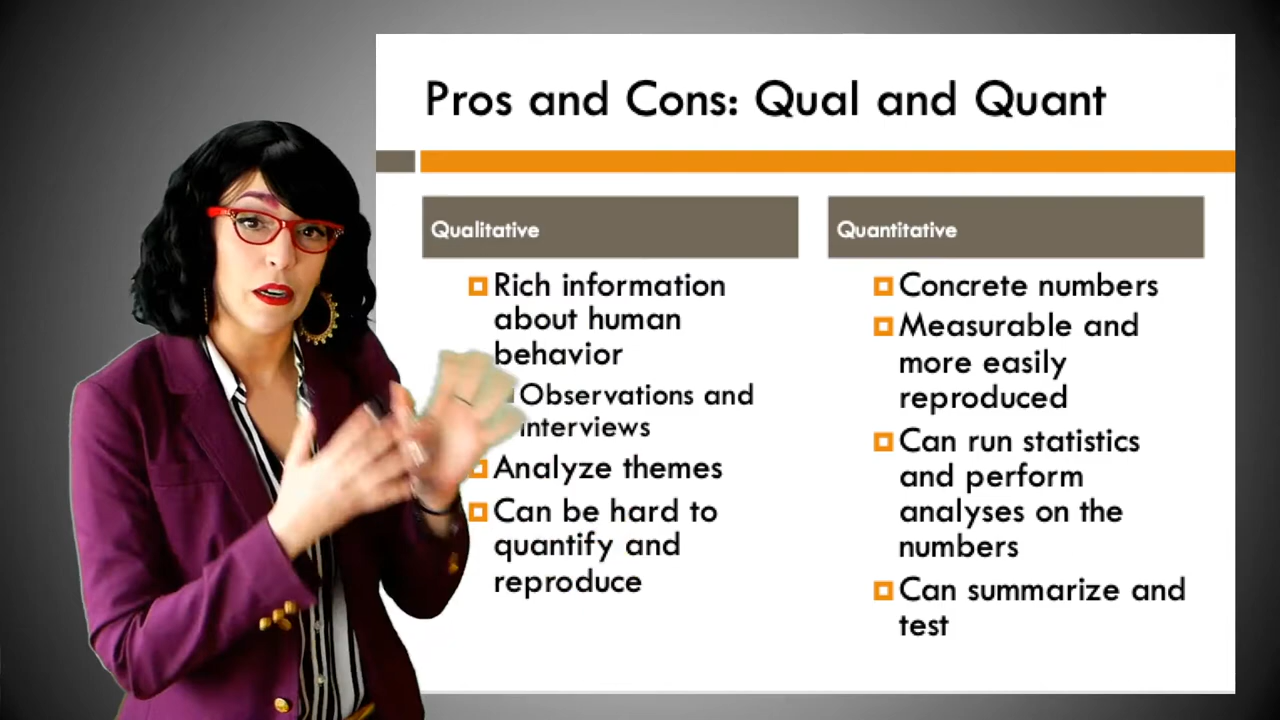 Pros and Cons: Qual and Quant
Qualitative
Rich information
about human
behavior
Observations and
interviews
Analyze themes
Can be hard to
quantify and
reproduce
Quantitative
Concrete numbers
Measurable and
more easily
reproduced
Can run statistics
and perform
analyses on the
numbers
Can summarize and
test